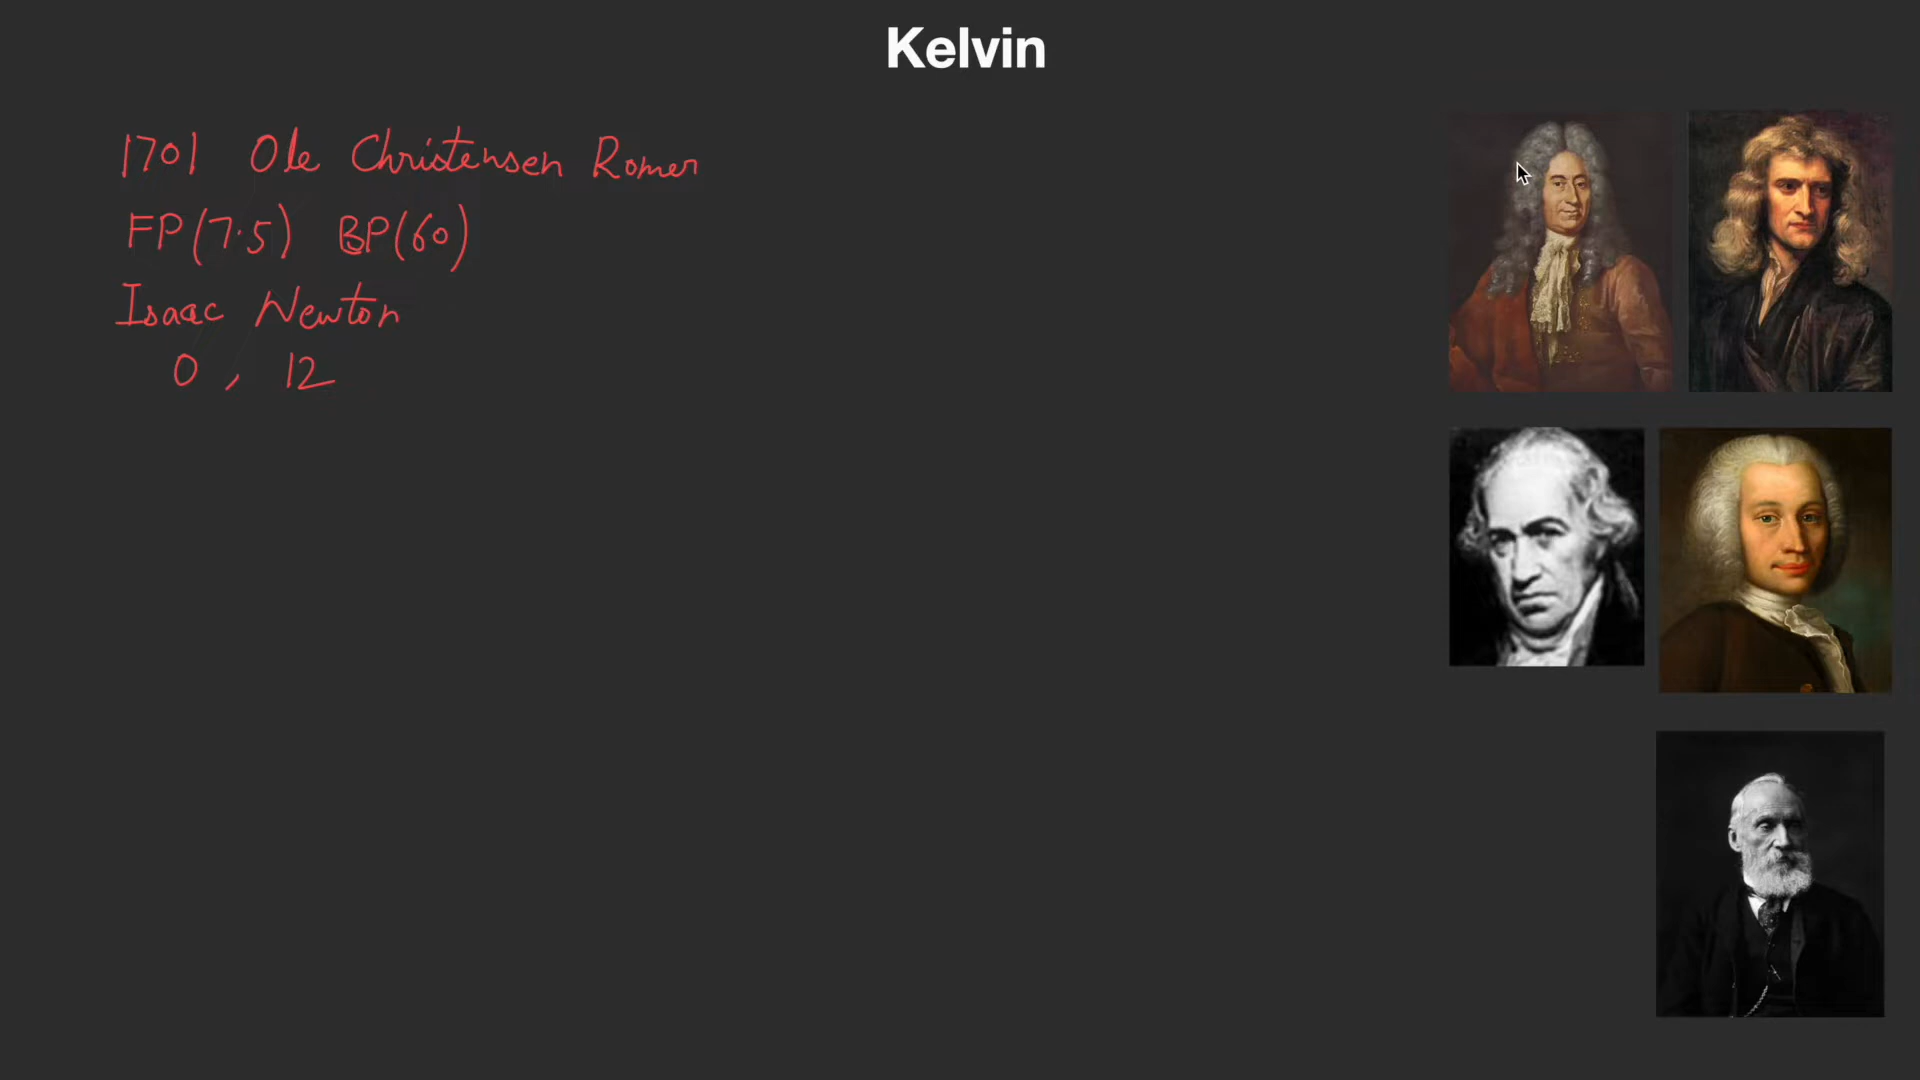 Kelvin
1701 Ole Christensen Romer
FP(7.5) BP(60)
Isaac Newton
0, 12